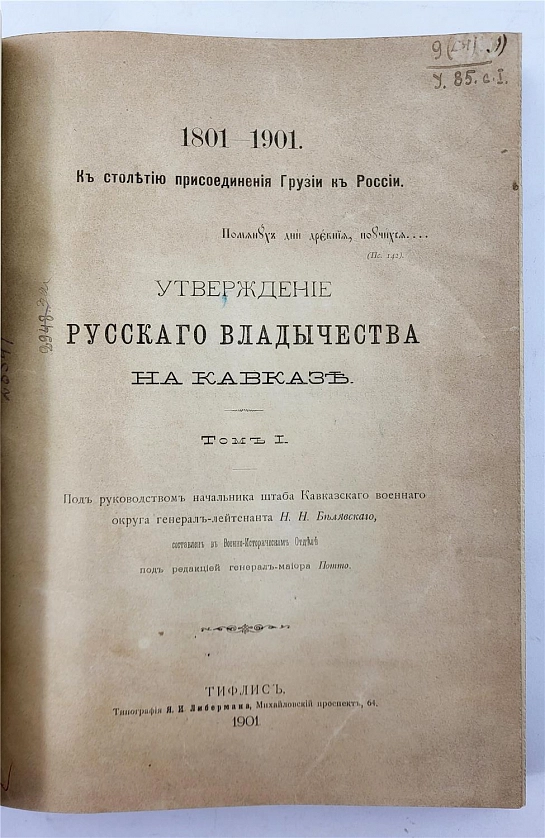 У. 85. с. I.
1801—1901.
Къ столѣтію присоединенія Грузіи къ Россіи.
Помянухъ дни древнія, поучихся....
(Пс. 142).
УТВЕРЖДЕНІЕ
РУССКАГО ВЛАДЫЧЕСТВА
НА КАВКАЗѢ.
Томъ I.
Подъ руководствомъ начальника штаба Кавказскаго военнаго
округа генералъ-лейтенанта Н. Н. Бѣлявскаго,
составленъ въ Военно-Историческомъ Отдѣлѣ
подъ редакціей генералъ-маіора Потто.
ТИФЛИСЪ.
Типографія Я. И. Либермана, Михайловскій проспектъ, 64.
1901